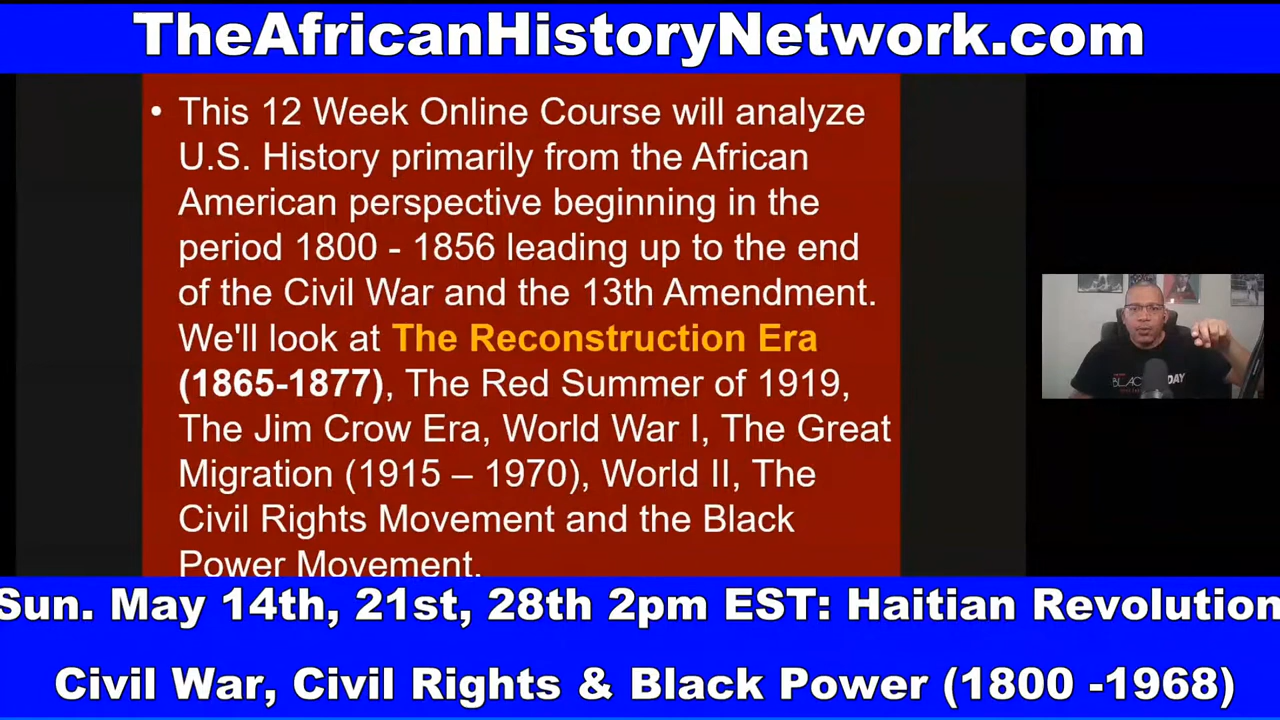 TheAfricanHistoryNetwork.com
• This 12 Week Online Course will analyze
U.S. History primarily from the African
American perspective beginning in the
period 1800 - 1856 leading up to the end
of the Civil War and the 13th Amendment.
We'll look at The Reconstruction Era
(1865-1877), The Red Summer of 1919,
The Jim Crow Era, World War I, The Great
Migration (1915 – 1970), World II, The
Civil Rights Movement and the Black
Power Movement.
Sun. May 14th, 21st, 28th 2pm EST: Haitian Revolution
Civil War, Civil Rights & Black Power (1800 -1968)